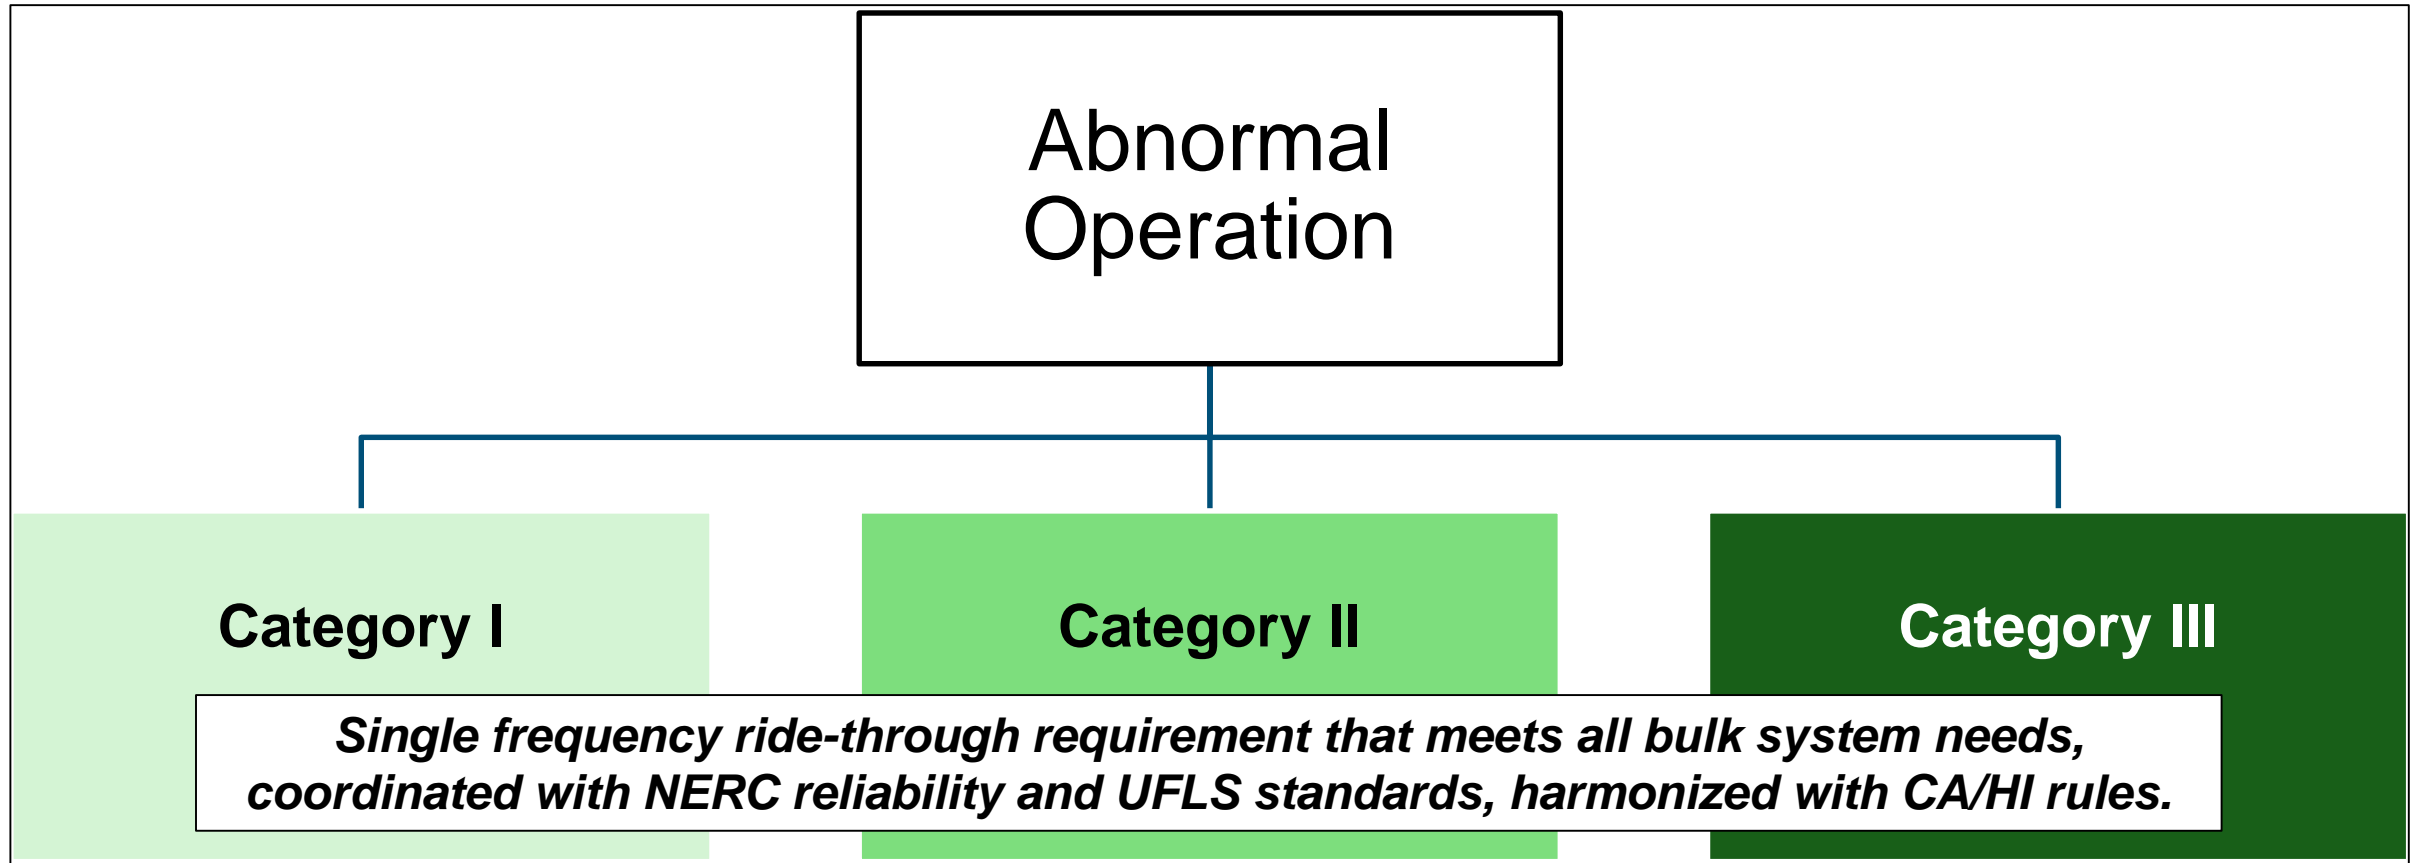 Abnormal
Operation
Category I
Category II
Category III
Single frequency ride-through requirement that meets all bulk system needs,
coordinated with NERC reliability and UFLS standards, harmonized with CA/HI rules.